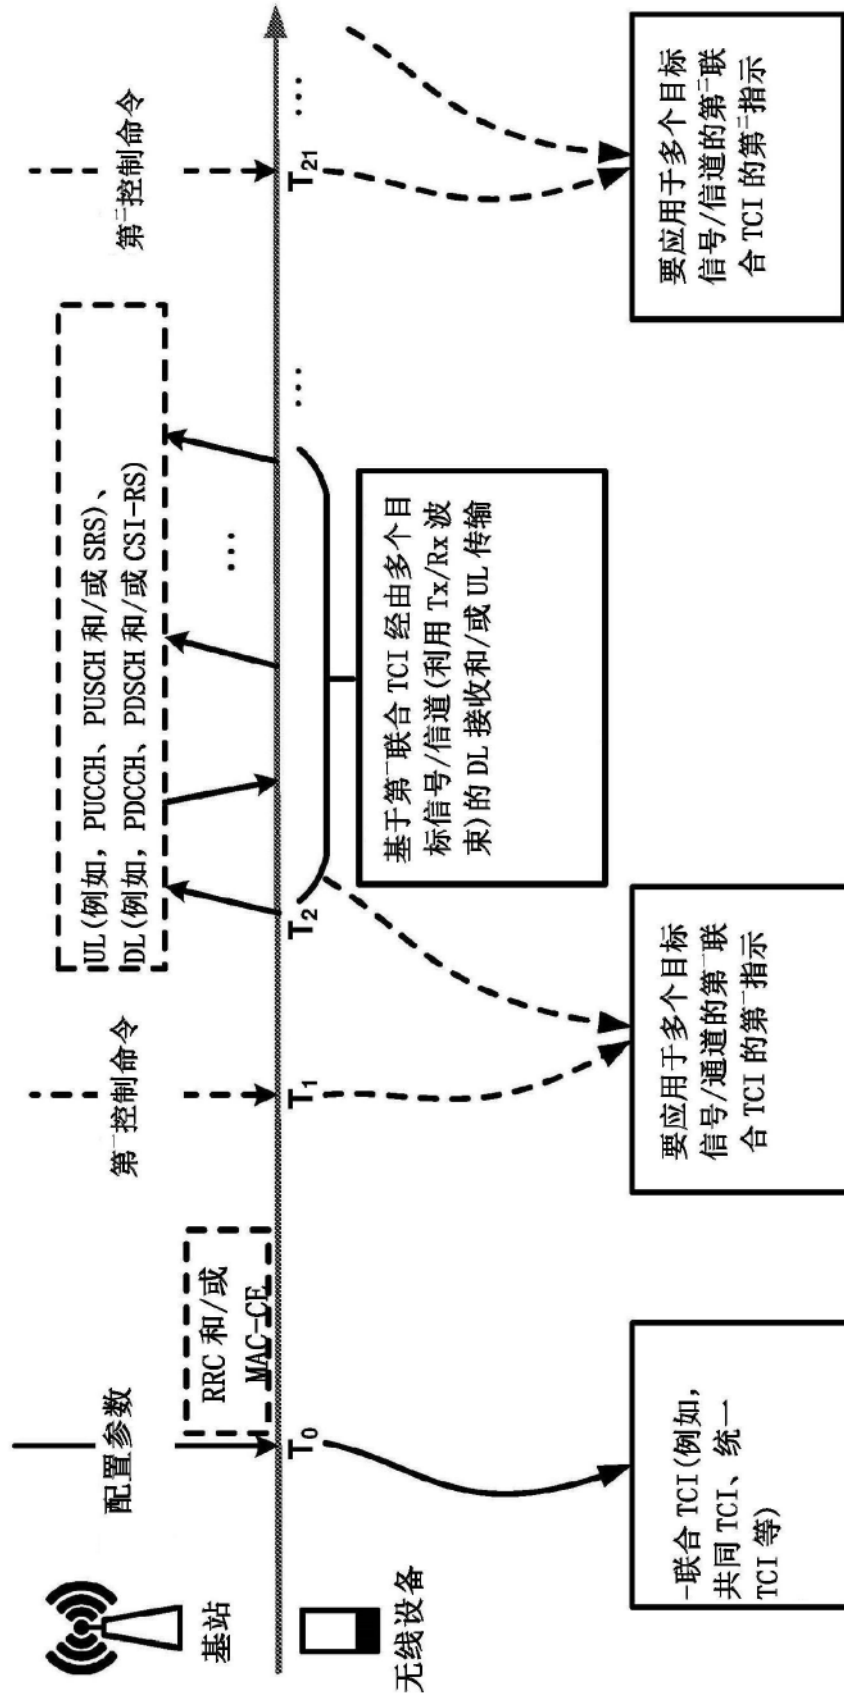 基站
无线设备
配置参数
RRC 和/或
MAC-CE
T0
-联合 TCI(例如，
共同 TCI、统一
TCI 等)
第一控制命令
T1
要应用于多个目标
信号/通道的第一联
合 TCI 的第一指示
UL(例如，PUCCH、PUSCH 和/或 SRS)、
DL(例如，PDCCH、PDSCH 和/或 CSI-RS)
T2
...
...
基于第一联合 TCI 经由多个目
标信号/信道(利用 Tx/Rx 波
束)的 DL 接收和/或 UL 传输
第二控制命令
T21
...
要应用于多个目标
信号/信道的第二联
合 TCI 的第二指示